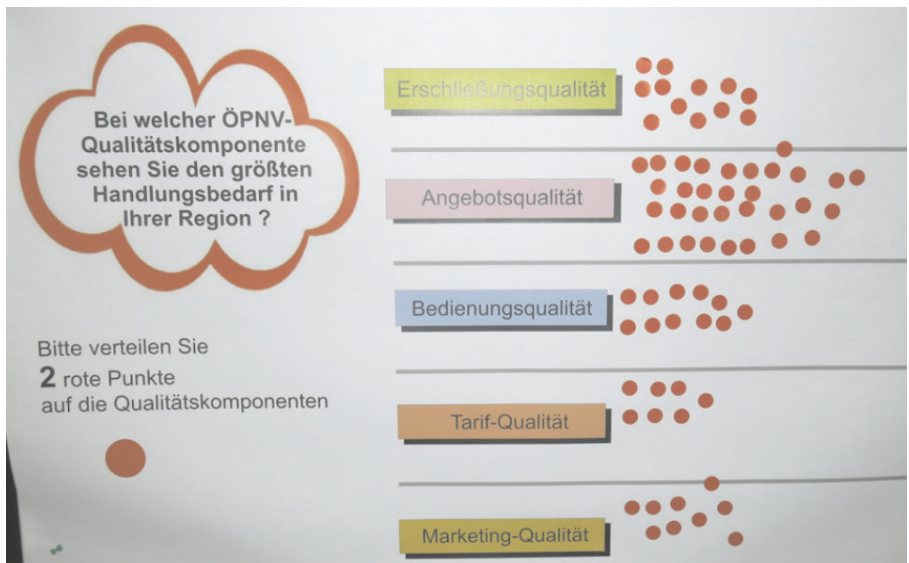 Bei welcher ÖPNV-
Qualitätskomponente
sehen Sie den größten
Handlungsbedarf in
Ihrer Region ?
Bitte verteilen Sie
2 rote Punkte
auf die Qualitätskomponenten
Erschließungsqualität
Angebotsqualität
Bedienungsqualität
Tarif-Qualität
Marketing-Qualität